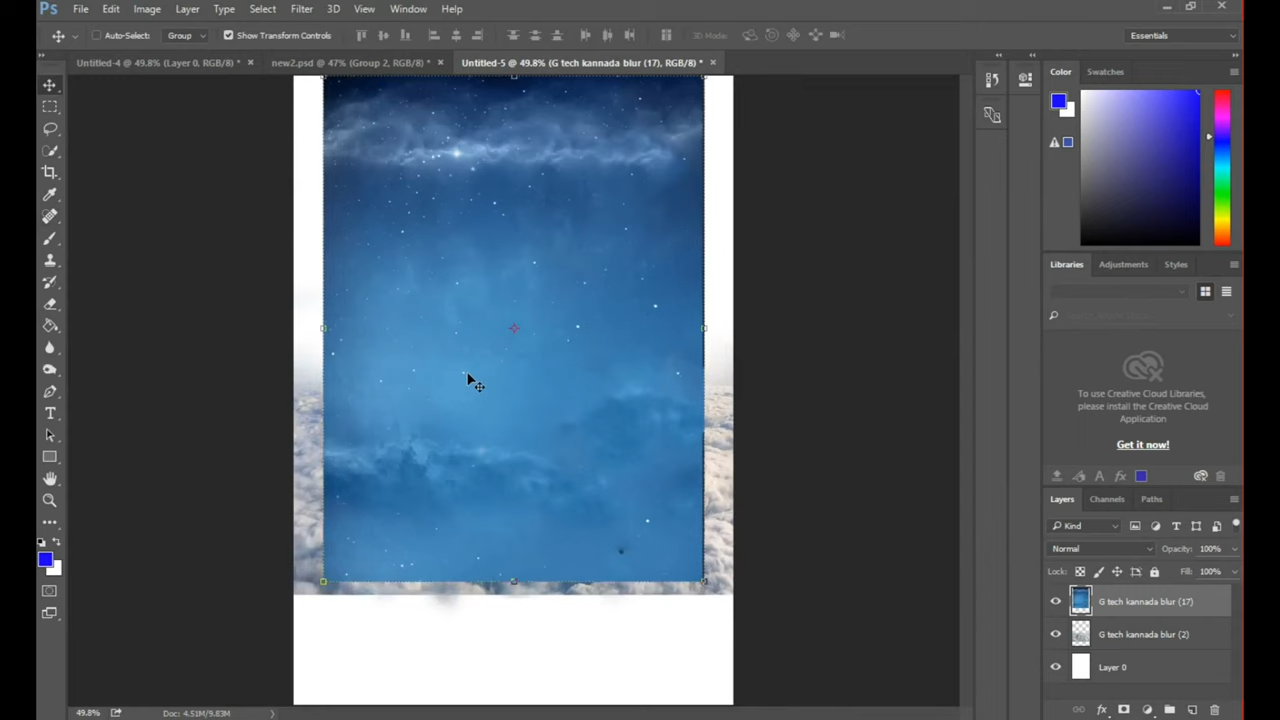 Ps File Edit Image Layer Type Select Filter 3D View Window Help
Auto-Select: Group Show Transform Controls 3D Mode: Essentials
Untitled-4 @ 49.8% (Layer 0, RGB/8) * × new2.psd @ 47% (Group 2, RGB/8) * × Untitled-5 @ 49.8% (G tech kannada blur (17), RGB/8) * ×
Color Swatches
Libraries Adjustments Styles
To use Creative Cloud Libraries,
please install the Creative Cloud
Application
Get it now!
Layers Channels Paths
Kind
Normal Opacity: 100%
Lock: Fill: 100%
G tech kannada blur (17)
G tech kannada blur (2)
Layer 0
49.8% Doc: 4.51M/9.83M